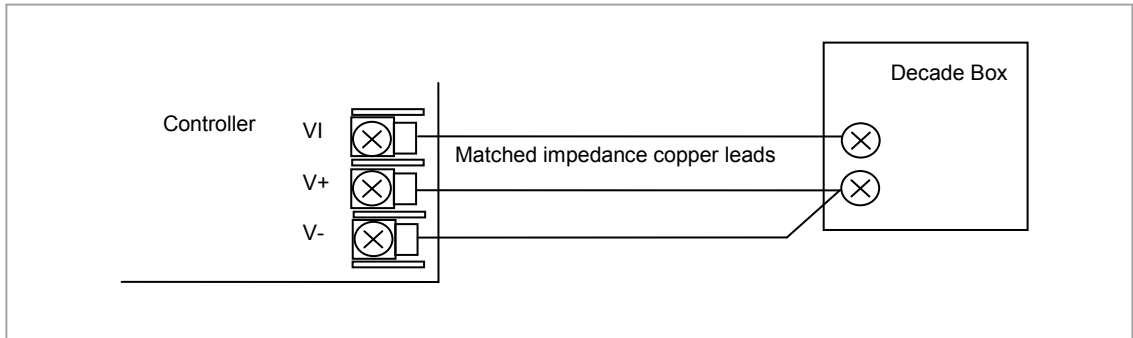 Decade Box
Controller
VI
Matched impedance copper leads
V+
V-